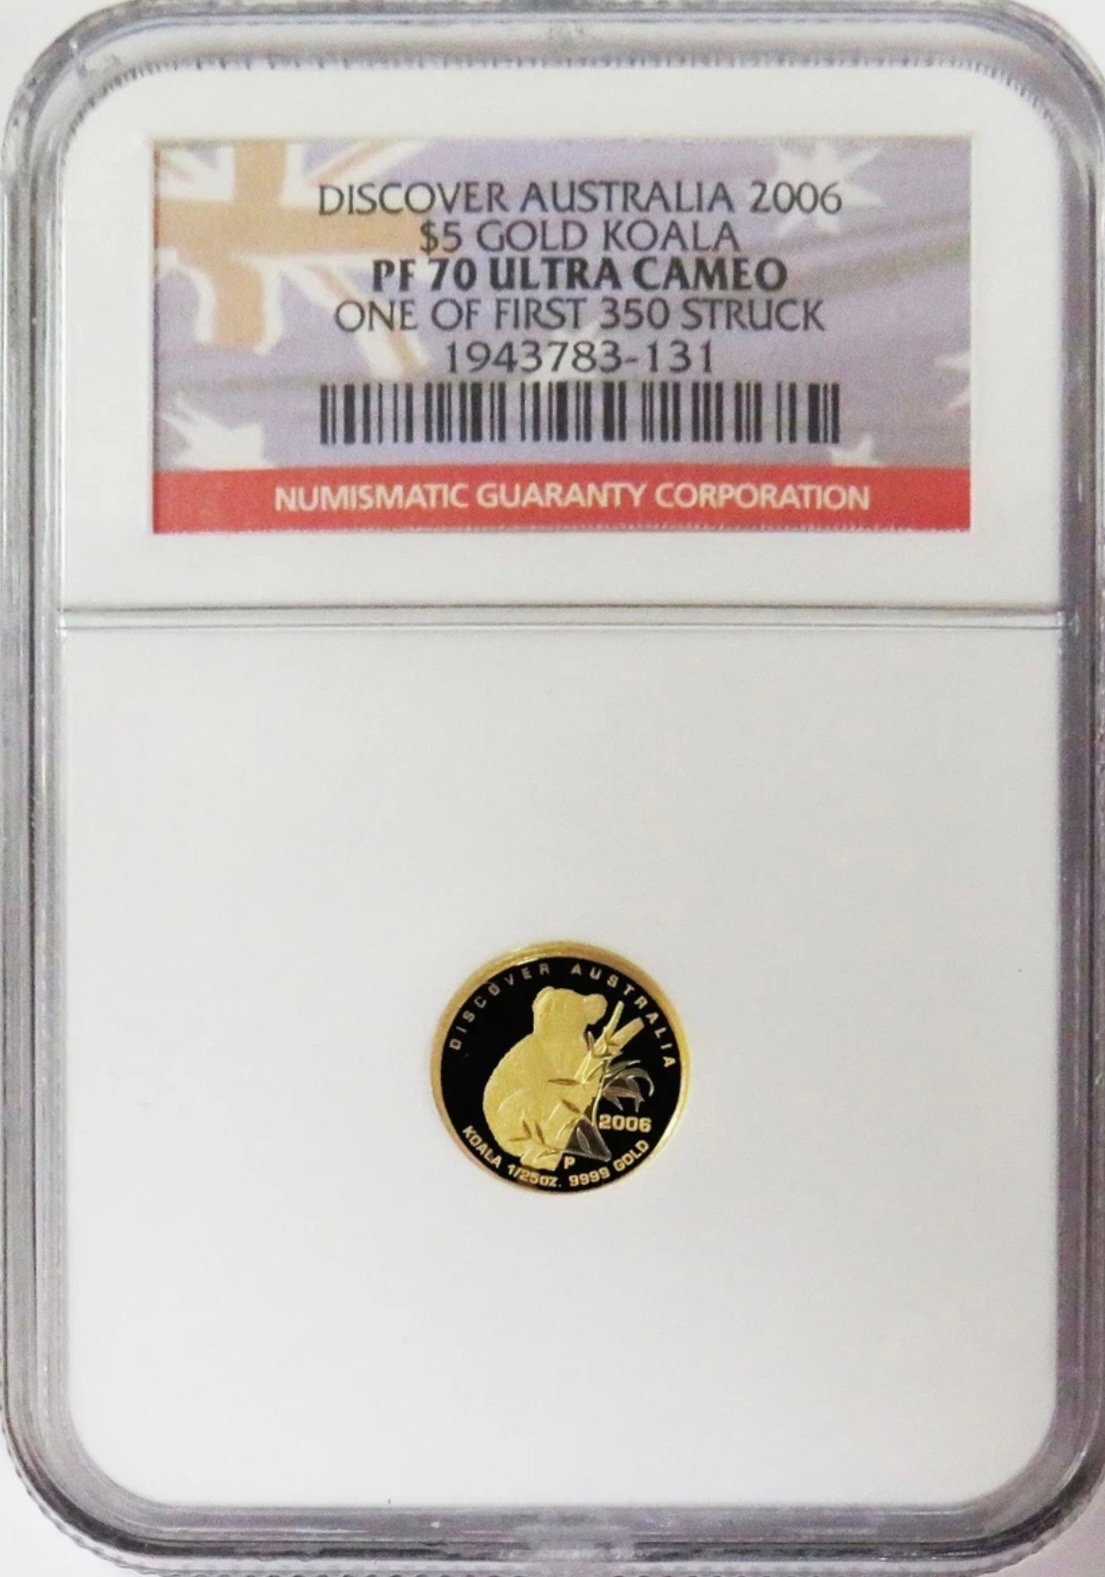 DISCOVER AUSTRALIA 2006
$5 GOLD KOALA
PF 70 ULTRA CAMEO
ONE OF FIRST 350 STRUCK
1943783-131
NUMISMATIC GUARANTY CORPORATION
DISCOVER AUSTRALIA
2006
P
KOALA 1/25OZ. 9999 GOLD